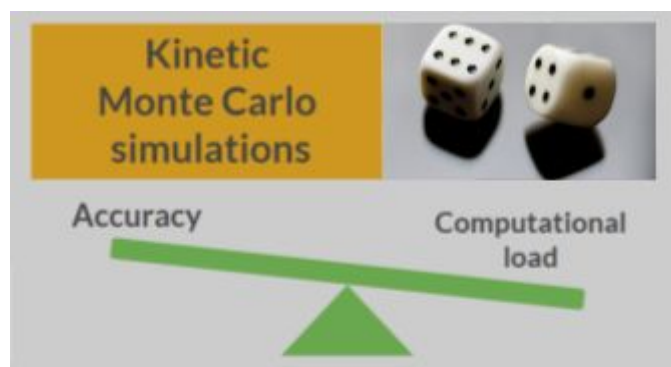 Kinetic
Monte Carlo
simulations
Accuracy
Computational
load